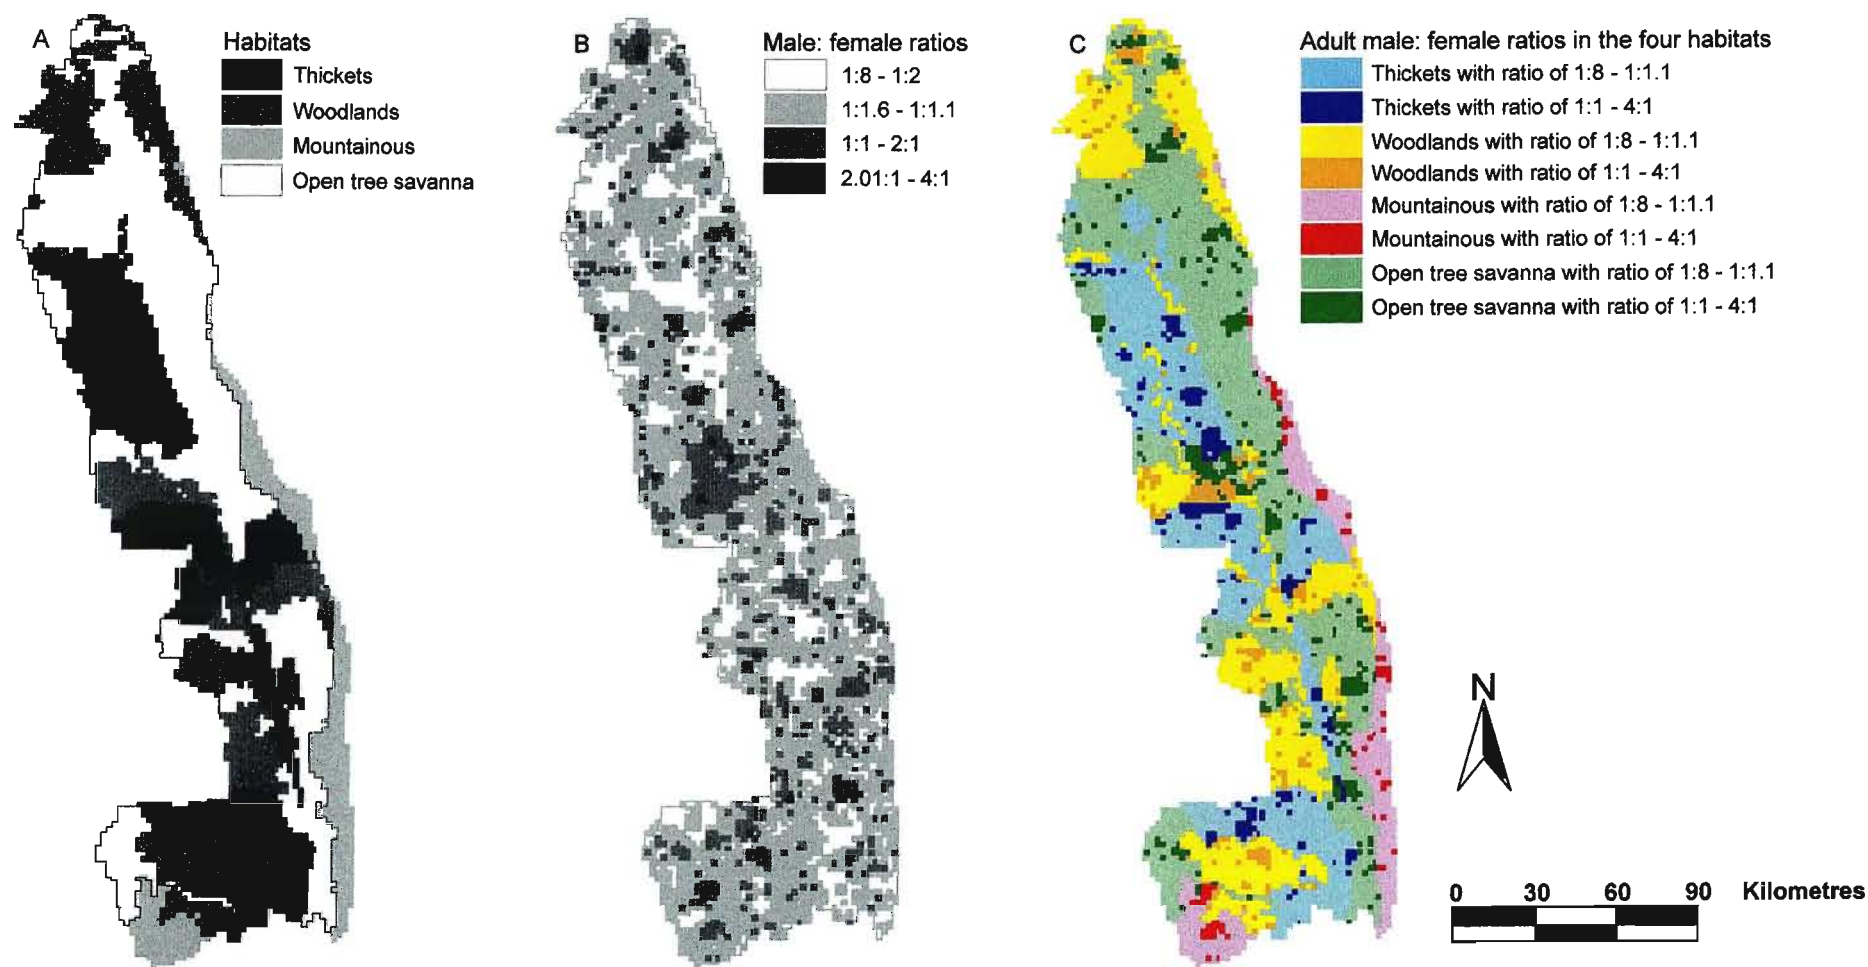 A
Habitats
Thickets
Woodlands
Mountainous
Open tree savanna
B
Male: female ratios
1:8 - 1:2
1:1.6 - 1:1.1
1:1 - 2:1
2.01:1 - 4:1
C
Adult male: female ratios in the four habitats
Thickets with ratio of 1:8 - 1:1.1
Thickets with ratio of 1:1 - 4:1
Woodlands with ratio of 1:8 - 1:1.1
Woodlands with ratio of 1:1 - 4:1
Mountainous with ratio of 1:8 - 1:1.1
Mountainous with ratio of 1:1 - 4:1
Open tree savanna with ratio of 1:8 - 1:1.1
Open tree savanna with ratio of 1:1 - 4:1
N
0 30 60 90 Kilometres